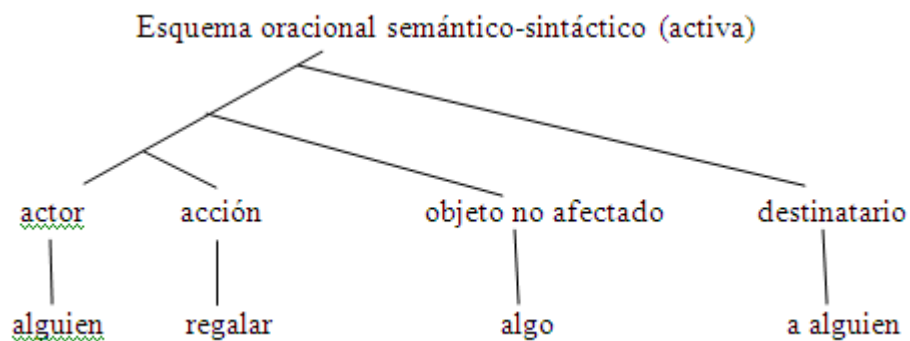 Esquema oracional semántico-sintáctico (activa)
actor acción objeto no afectado destinatario
alguien regalar algo a alguien